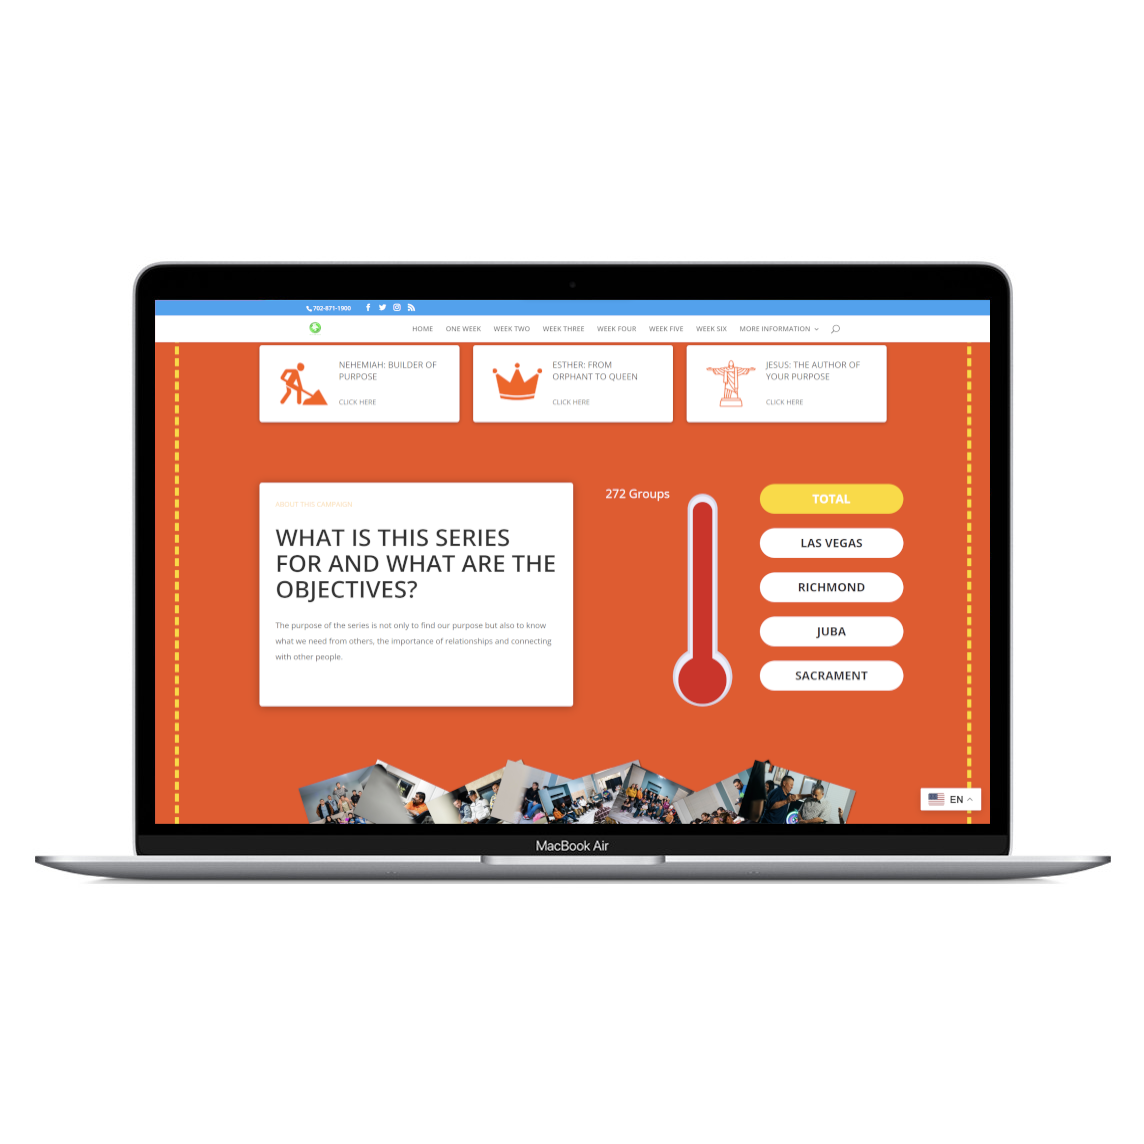 702-871-1900
HOME ONE WEEK WEEK TWO WEEK THREE WEEK FOUR WEEK FIVE WEEK SIX MORE INFORMATION
NEHEMIAH: BUILDER OF
PURPOSE
CLICK HERE
ESTHER: FROM
ORPHANT TO QUEEN
CLICK HERE
JESUS: THE AUTHOR OF
YOUR PURPOSE
CLICK HERE
ABOUT THIS CAMPAIGN
WHAT IS THIS SERIES
FOR AND WHAT ARE THE
OBJECTIVES?
The purpose of the series is not only to find our purpose but also to know
what we need from others, the importance of relationships and connecting
with other people.
272 Groups
TOTAL
LAS VEGAS
RICHMOND
JUBA
SACRAMENT
EN
MacBook Air